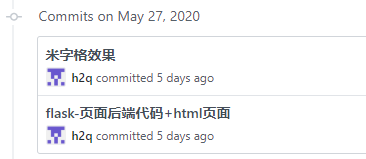 Commits on May 27, 2020
米字格效果
h2q committed 5 days ago
flask-页面后端代码+html页面
h2q committed 5 days ago